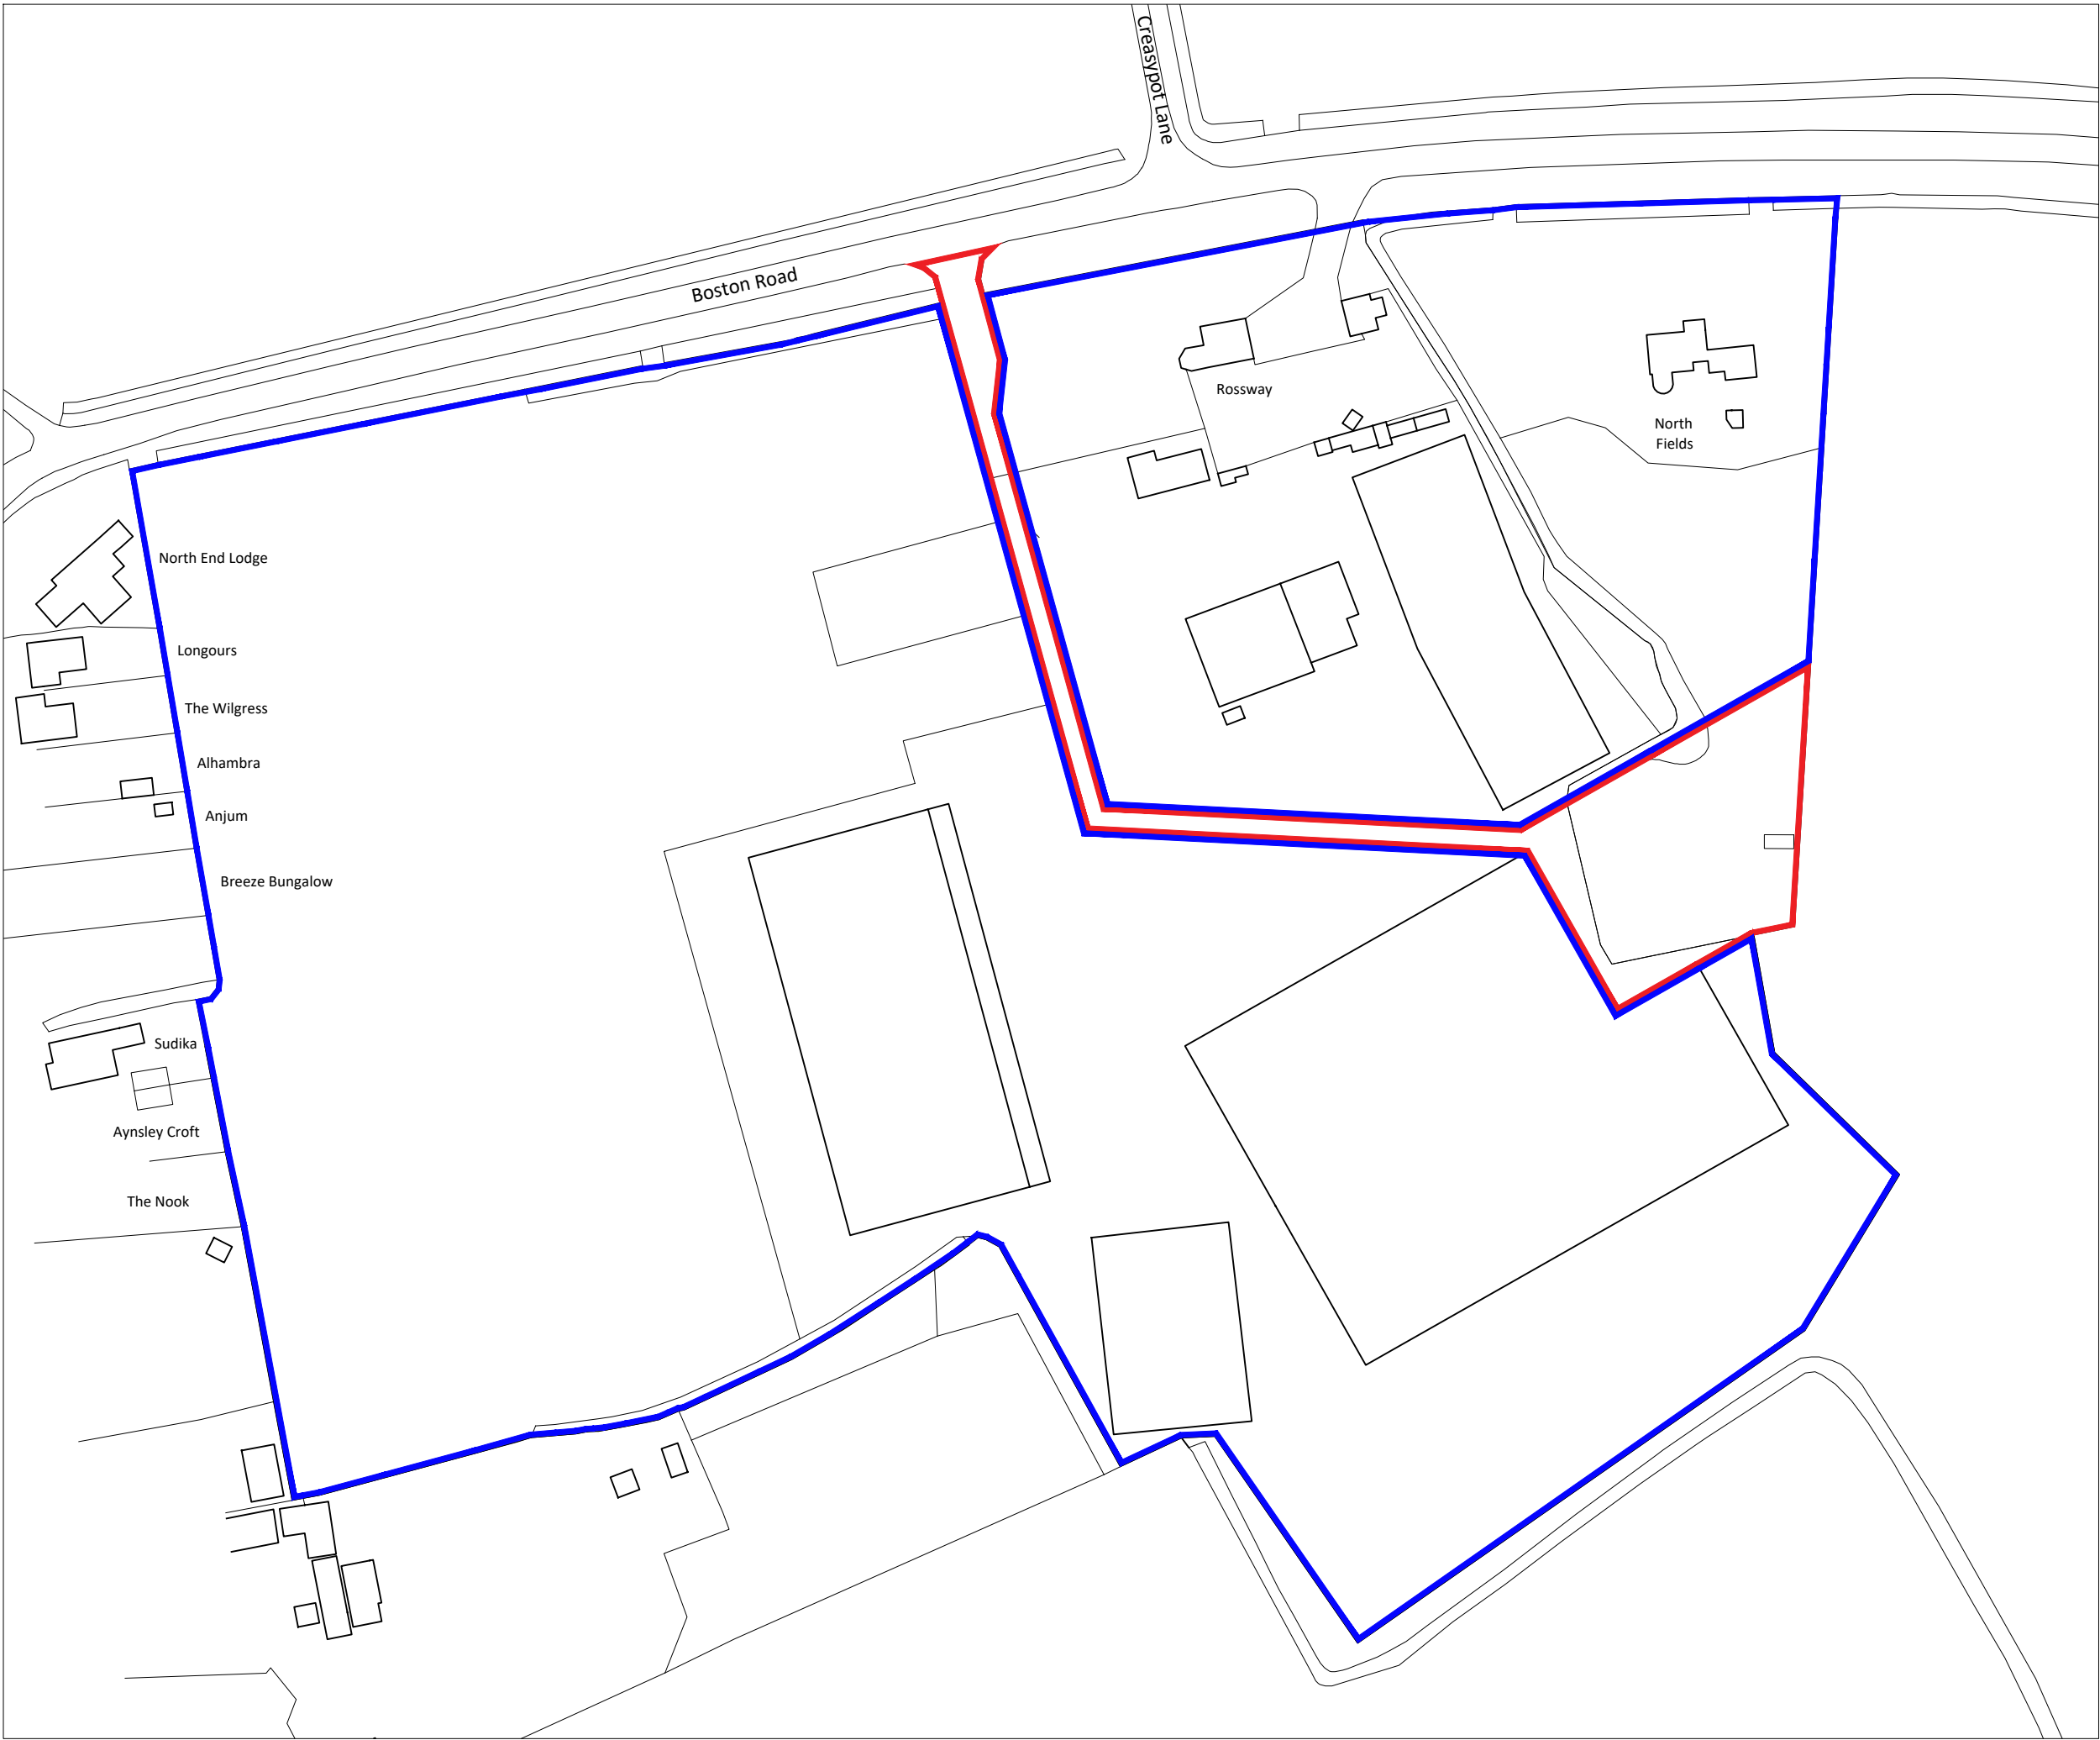 Creasypot Lane
Boston Road
Rossway
North
Fields
North End Lodge
Longours
The Wilgress
Alhambra
Anjum
Breeze Bungalow
Sudika
Aynsley Croft
The Nook